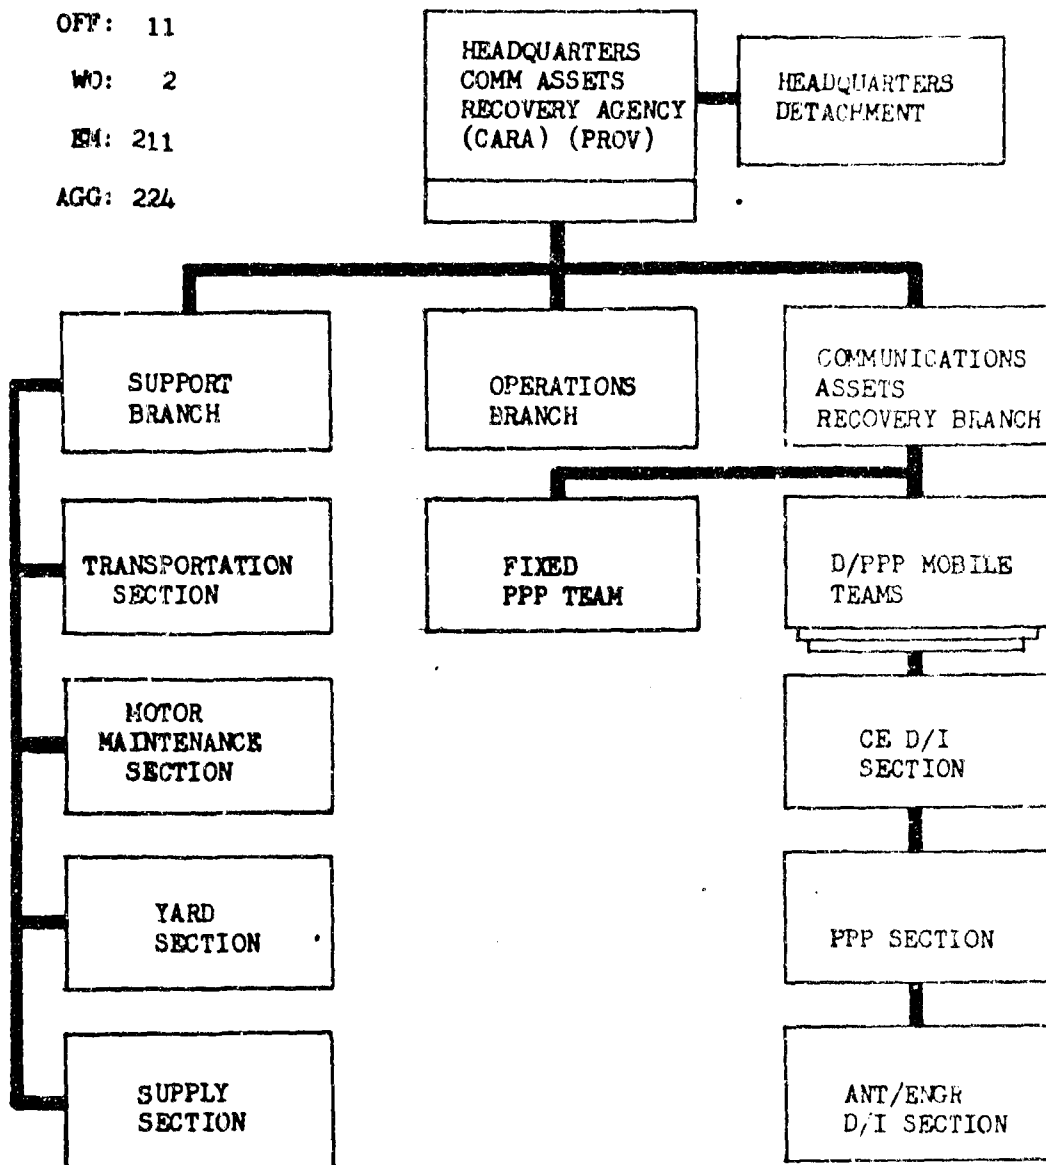 OFF: 11
WO: 2
EM: 211
AGG: 224
HEADQUARTERS
COMM ASSETS
RECOVERY AGENCY
(CARA) (PROV)
HEADQUARTERS
DETACHMENT
SUPPORT
BRANCH
OPERATIONS
BRANCH
COMMUNICATIONS
ASSETS
RECOVERY BRANCH
TRANSPORTATION
SECTION
FIXED
PPP TEAM
D/PPP MOBILE
TEAMS
MOTOR
MAINTENANCE
SECTION
CE D/I
SECTION
YARD
SECTION
PPP SECTION
SUPPLY
SECTION
ANT/ENGR
D/I SECTION